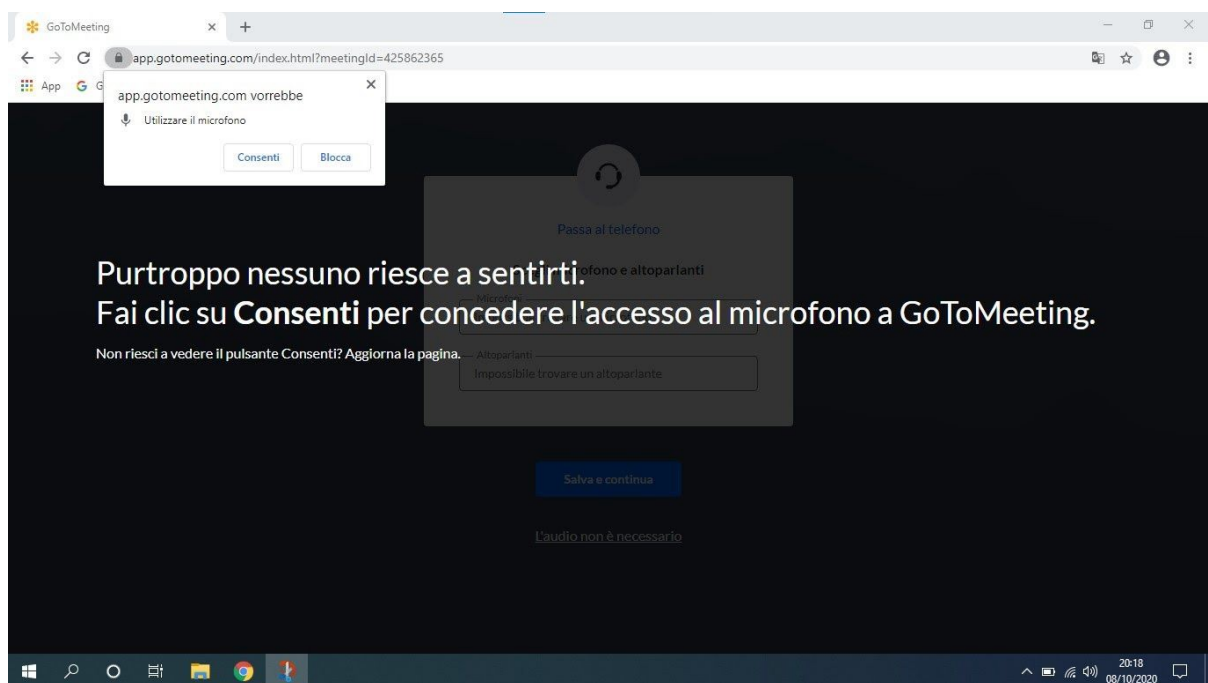 GoToMeeting
app.gotomeeting.com/index.html?meetingId=425862365
App G G
app.gotomeeting.com vorrebbe
Utilizzare il microfono
Consenti Blocca
Passa al telefono
ofono e altoparlanti
Purtroppo nessuno riesce a sentirti.
Microfoni
Fai clic su Consenti per concedere l'accesso al microfono a GoToMeeting.
Non riesci a vedere il pulsante Consenti? Aggiorna la pagina.
Altoparlanti
Impossibile trovare un altoparlante
Salva e continua
L'audio non è necessario
20:18
08/10/2020